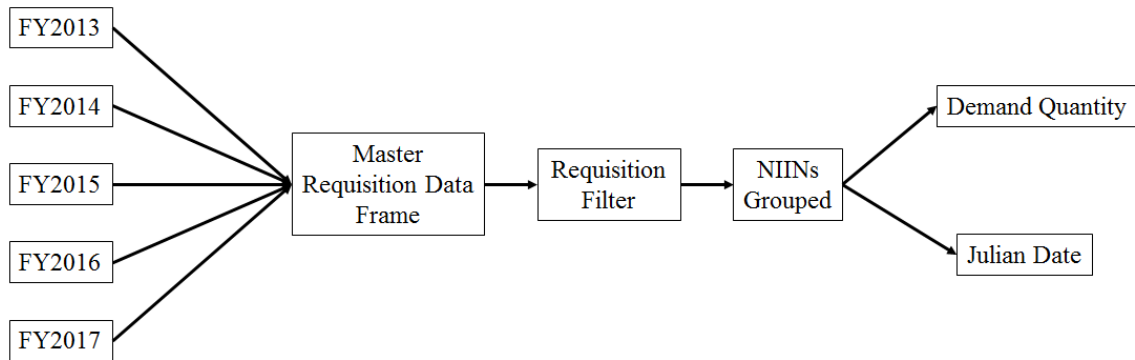 FY2013
FY2014
FY2015
FY2016
FY2017
Master
Requisition Data
Frame
Requisition
Filter
NIINs
Grouped
Demand Quantity
Julian Date